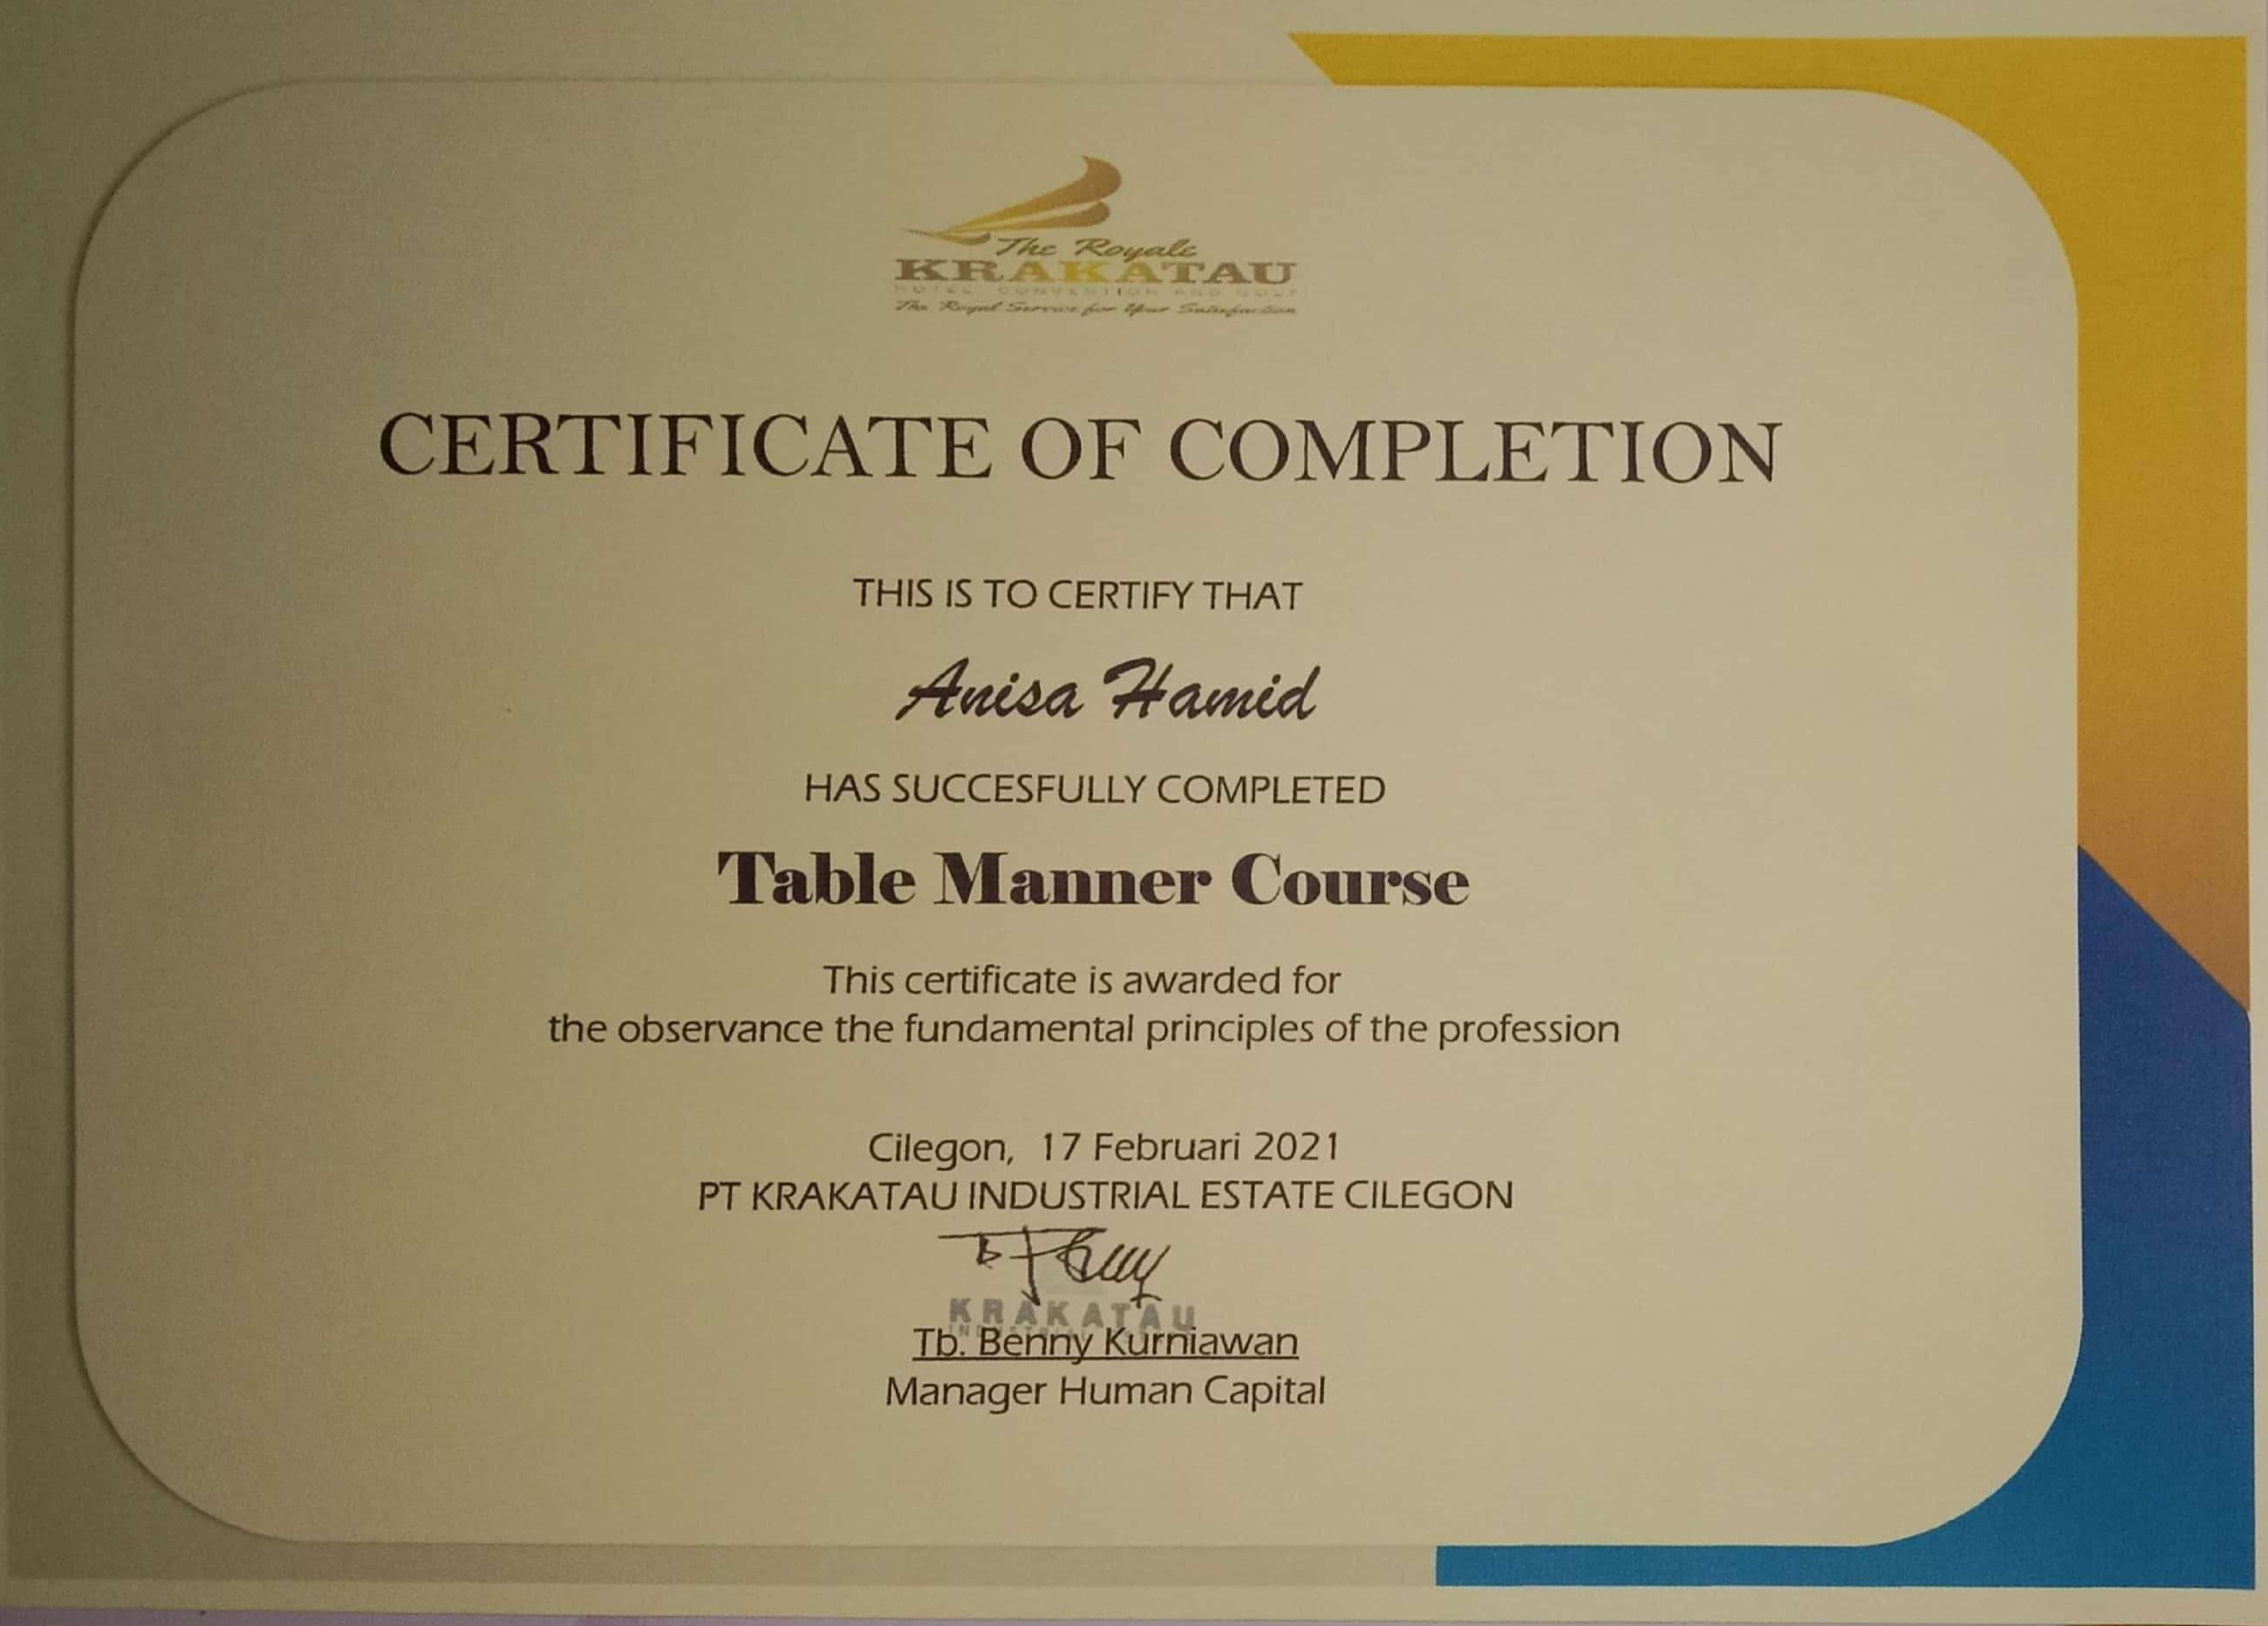 The Royale
KRAKATAU
HOTEL CONVENTION AND GOLF
The Royal Service for Your Satisfaction
CERTIFICATE OF COMPLETION
THIS IS TO CERTIFY THAT
Anisa Hamid
HAS SUCCESFULLY COMPLETED
Table Manner Course
This certificate is awarded for
the observance the fundamental principles of the profession
Cilegon, 17 Februari 2021
PT KRAKATAU INDUSTRIAL ESTATE CILEGON
KRAKATAU
Tb. Benny Kurniawan
Manager Human Capital